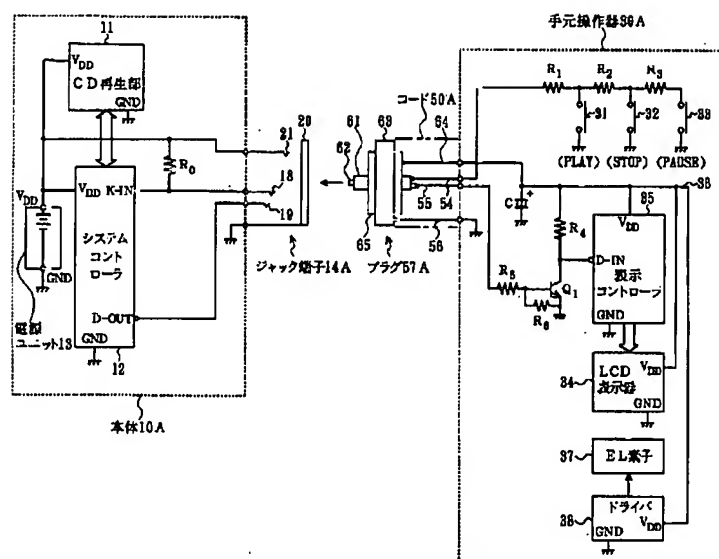 手元操作器30A
11
VDD
CD再生部
GND
20
21
R0
18
19
VDD K-IN
システム
コント
ローラ
D-OUT
GND
12
VDD
GND
電源
ユニット13
本体10A
ジャック端子14A
コード50A
61
62
65
64
55
54
56
プラグ57A
R1
R2
R3
31
32
33
(PLAY)
(STOP)
(PAUSE)
C
+
R4
R5
R6
Q1
35
VDD
D-IN
表示
コントローラ
GND
34
LCD
表示器
VDD
GND
37
EL素子
38
ドライバ
VDD
GND